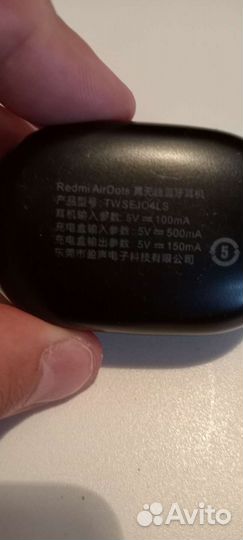 Redmi AirDots 真无线蓝牙耳机
产品型号: TWSEJ04LS
耳机输入参数: 5V⎓100mA
充电盒输入参数: 5V⎓500mA
充电盒输出参数: 5V⎓150mA
东莞市盈声电子科技有限公司
5
Avito